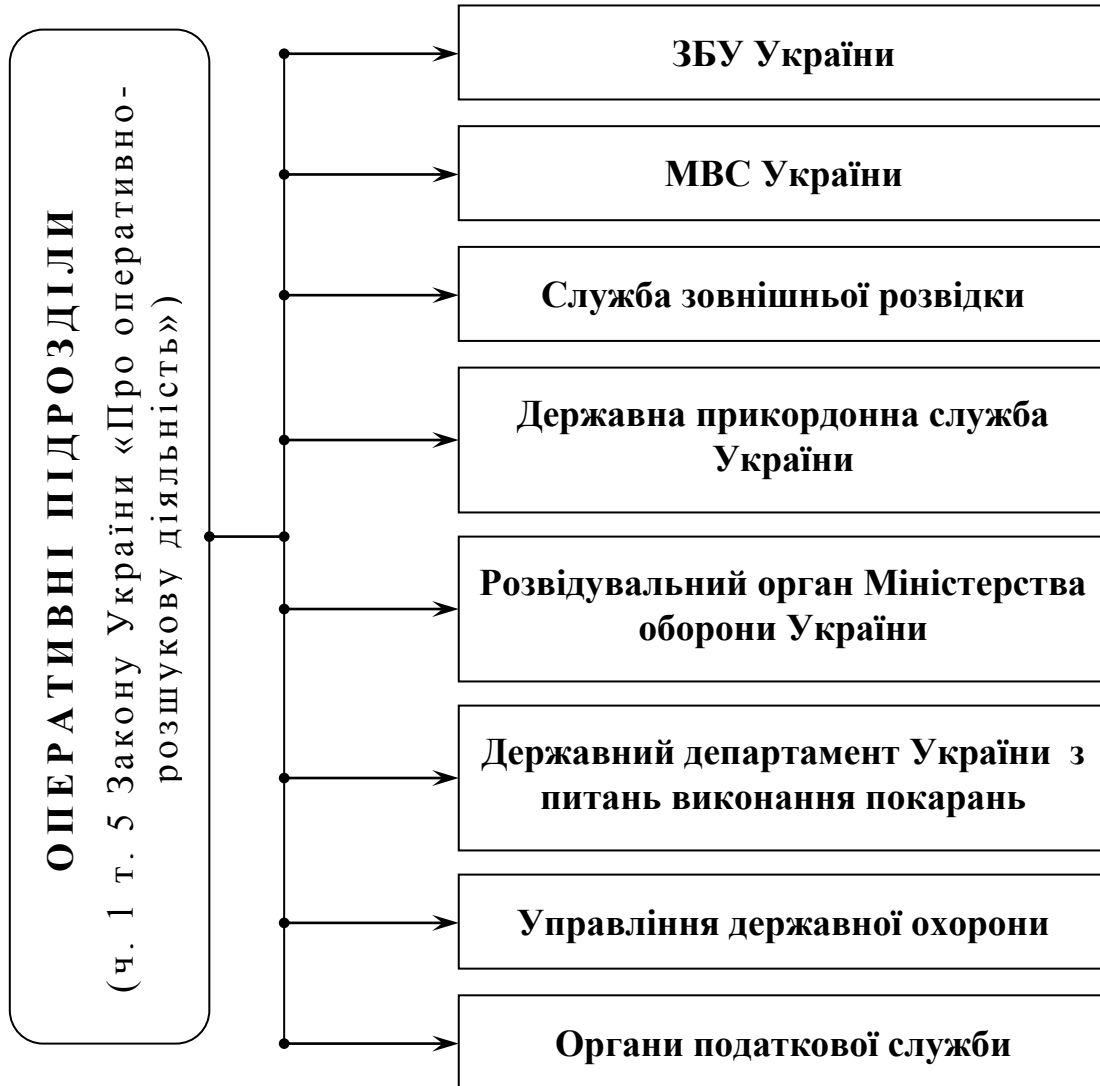 ОПЕРАТИВНІ ПІДРОЗДІЛИ
(ч. 1 т. 5 Закону України «Про оперативно-
розшукову діяльність»)
ЗБУ України
МВС України
Служба зовнішньої розвідки
Державна прикордонна служба
України
Розвідувальний орган Міністерства
оборони України
Державний департамент України з
питань виконання покарань
Управління державної охорони
Органи податкової служби